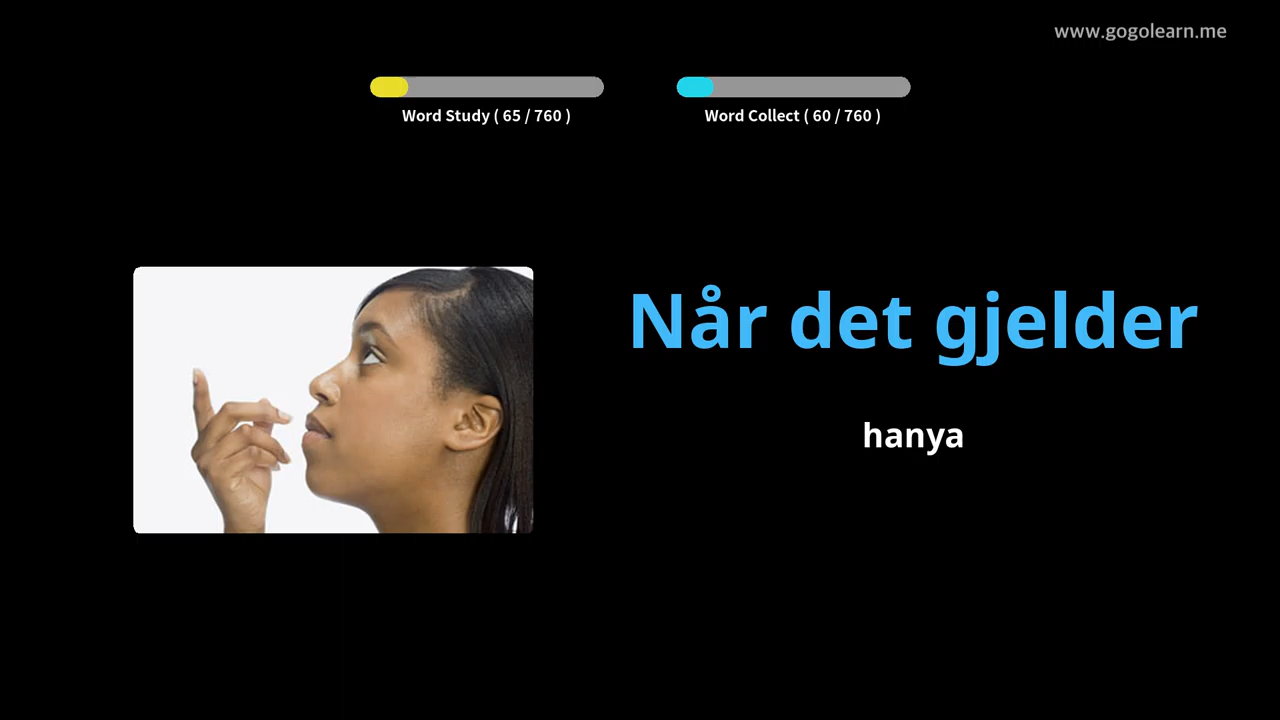 www.gogolearn.me
Word Study ( 65 / 760 )
Word Collect ( 60 / 760 )
Når det gjelder
hanya